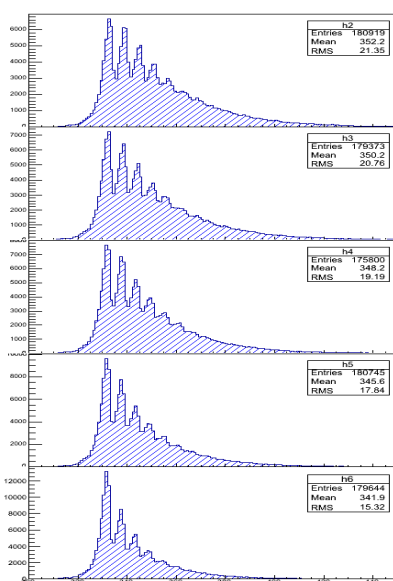 h2
Entries 180919
Mean 352.2
RMS 21.35
6000
5000
4000
3000
2000
1000
0
h3
Entries 179373
Mean 350.2
RMS 20.76
7000
6000
5000
4000
3000
2000
1000
0
h4
Entries 175800
Mean 348.2
RMS 19.19
7000
6000
5000
4000
3000
2000
1000
h5
Entries 180745
Mean 345.6
RMS 17.84
8000
6000
4000
2000
h6
Entries 179644
Mean 341.9
RMS 15.32
12000
10000
8000
6000
4000
2000